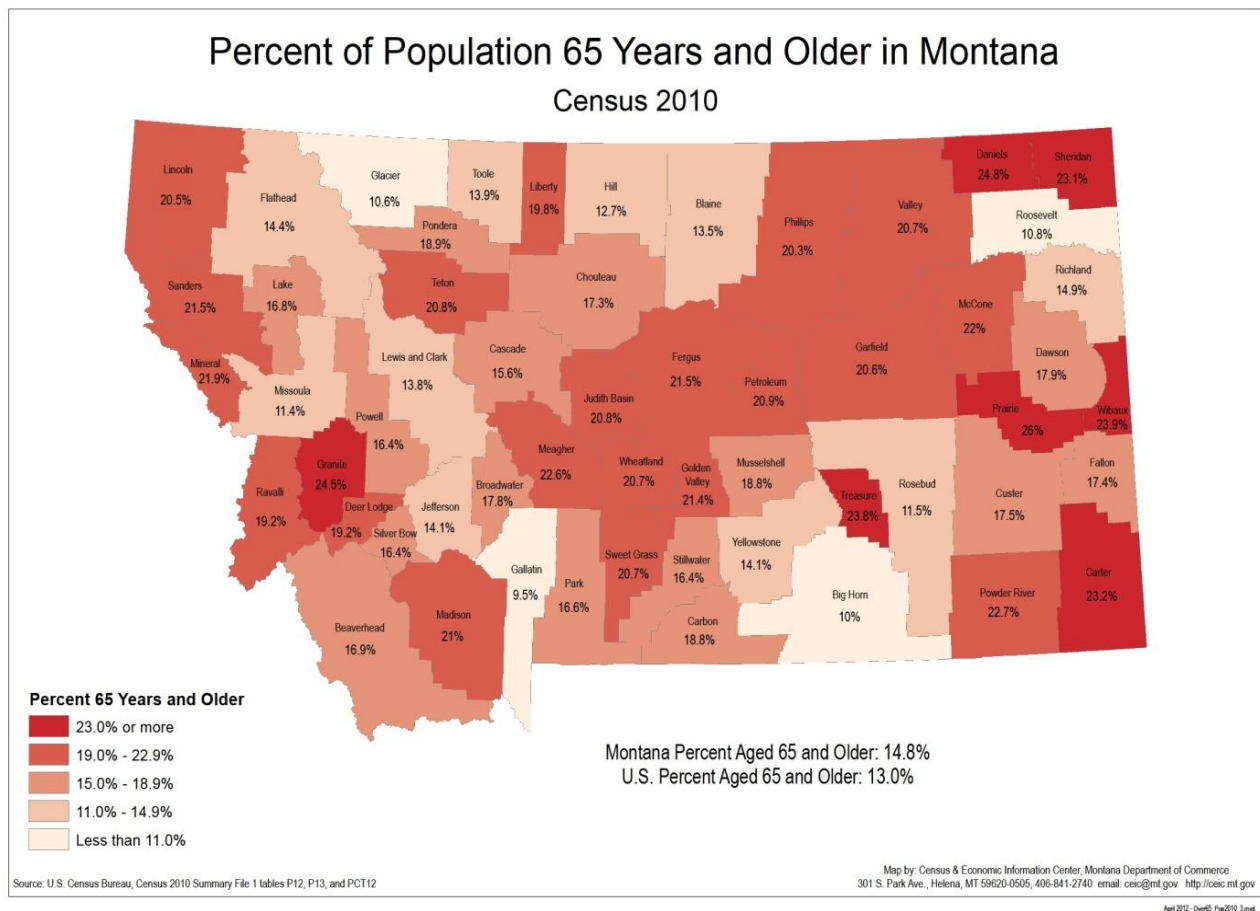 Percent of Population 65 Years and Older in Montana
Census 2010
Lincoln
20.5%
Flathead
14.4%
Glacier
10.6%
Toole
13.9%
Liberty
19.8%
Hill
12.7%
Blaine
13.5%
Phillips
20.3%
Valley
20.7%
Daniels
24.8%
Sheridan
23.1%
Roosevelt
10.8%
Pondera
18.9%
Teton
20.8%
Chouteau
17.3%
Richland
14.9%
Sanders
21.5%
Lake
16.8%
McCone
22%
Dawson
17.9%
Mineral
21.9%
Missoula
11.4%
Lewis and Clark
13.8%
Cascade
15.6%
Fergus
21.5%
Judith Basin
20.8%
Petroleum
20.9%
Garfield
20.6%
Prairie
26%
Wibaux
23.9%
Powell
16.4%
Granite
24.5%
Meagher
22.6%
Wheatland
20.7%
Golden
Valley
21.4%
Musselshell
18.8%
Treasure
23.8%
Rosebud
11.5%
Custer
17.5%
Fallon
17.4%
Ravalli
19.2%
Deer Lodge
19.2%
Silver Bow
16.4%
Jefferson
14.1%
Broadwater
17.8%
Gallatin
9.5%
Park
16.6%
Sweet Grass
20.7%
Stillwater
16.4%
Yellowstone
14.1%
Big Horn
10%
Powder River
22.7%
Carter
23.2%
Beaverhead
16.9%
Madison
21%
Carbon
18.8%
Percent 65 Years and Older
23.0% or more
19.0% - 22.9%
15.0% - 18.9%
11.0% - 14.9%
Less than 11.0%
Montana Percent Aged 65 and Older: 14.8%
U.S. Percent Aged 65 and Older: 13.0%
Source: U.S. Census Bureau, Census 2010 Summary File 1 tables P12, P13, and PCT12
Map by: Census & Economic Information Center, Montana Department of Commerce
301 S. Park Ave., Helena, MT 59620-0505, 406-841-2740 email: ceic@mt.gov http://ceic.mt.gov
April 2012 - Over65_Pop2010_3.mxd